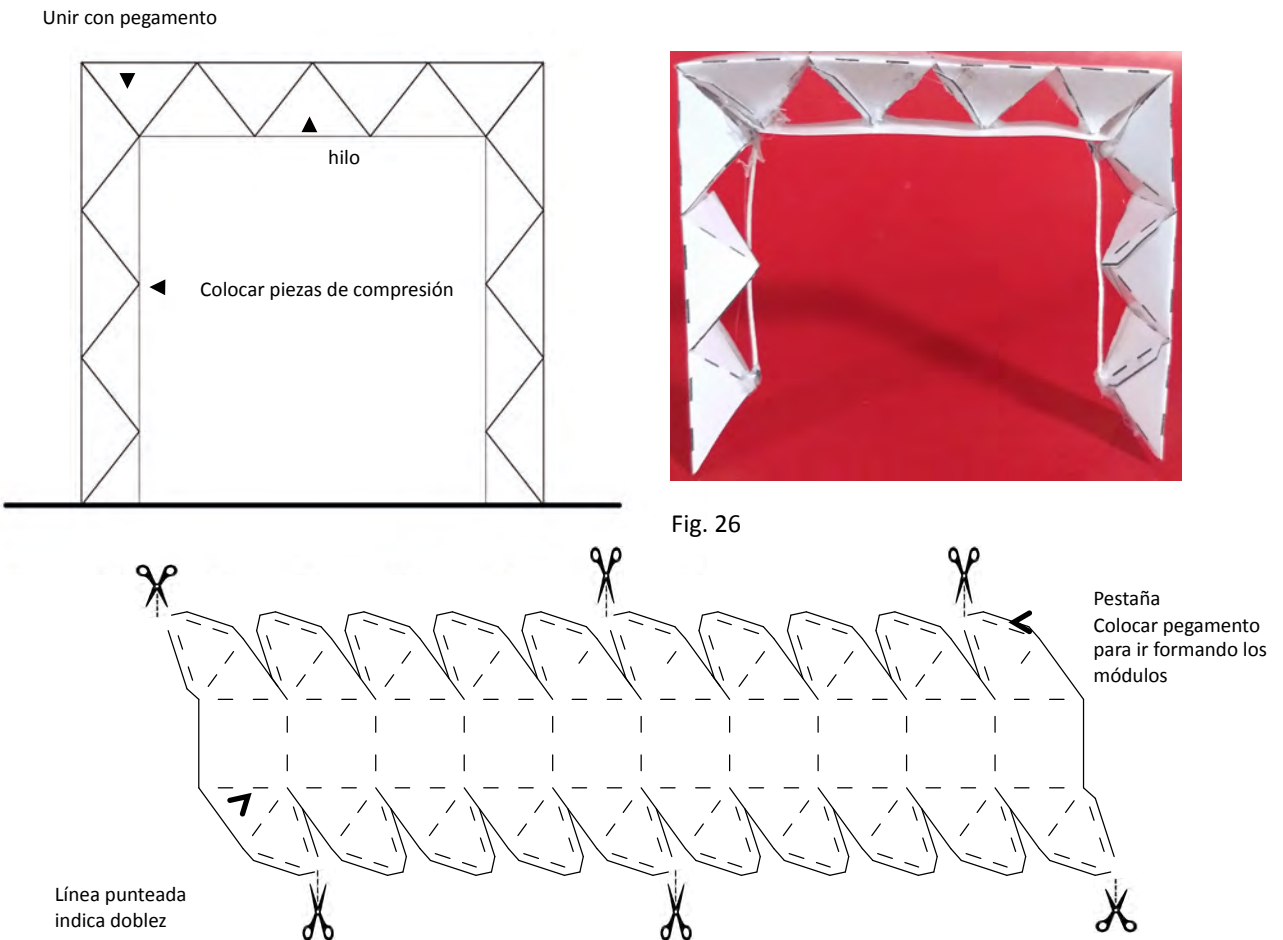 Unir con pegamento
hilo
Colocar piezas de compresión
Fig. 26
Pestaña
Colocar pegamento
para ir formando los
módulos
Línea punteada
indica doblez